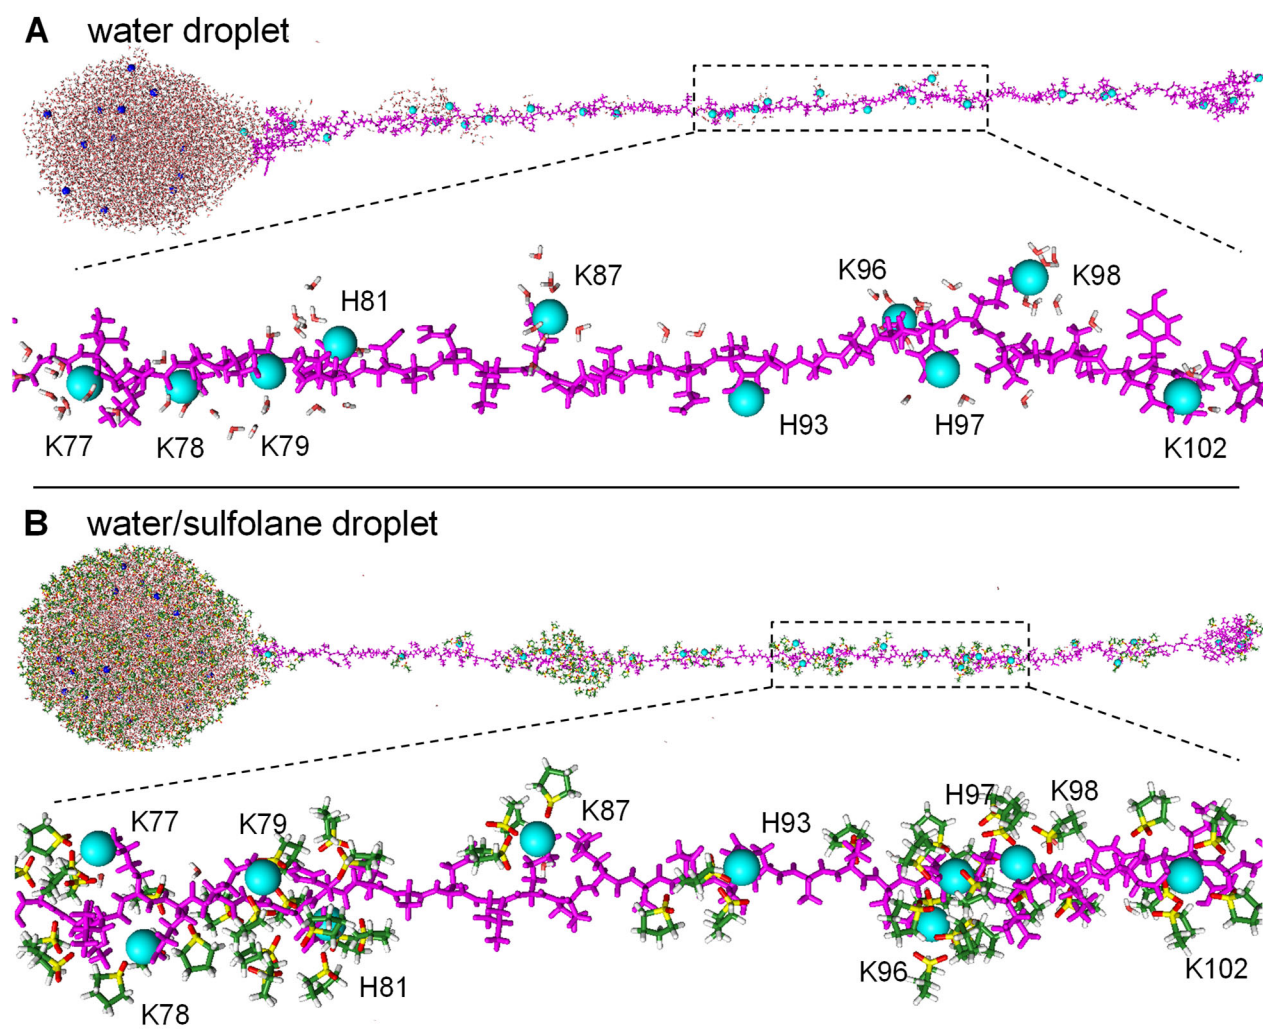 A water droplet
K87
K96
K98
H81
K77
K78
K79
H93
H97
K102
B water/sulfolane droplet
K77
K79
K87
H93
H97
K98
K78
H81
K96
K102